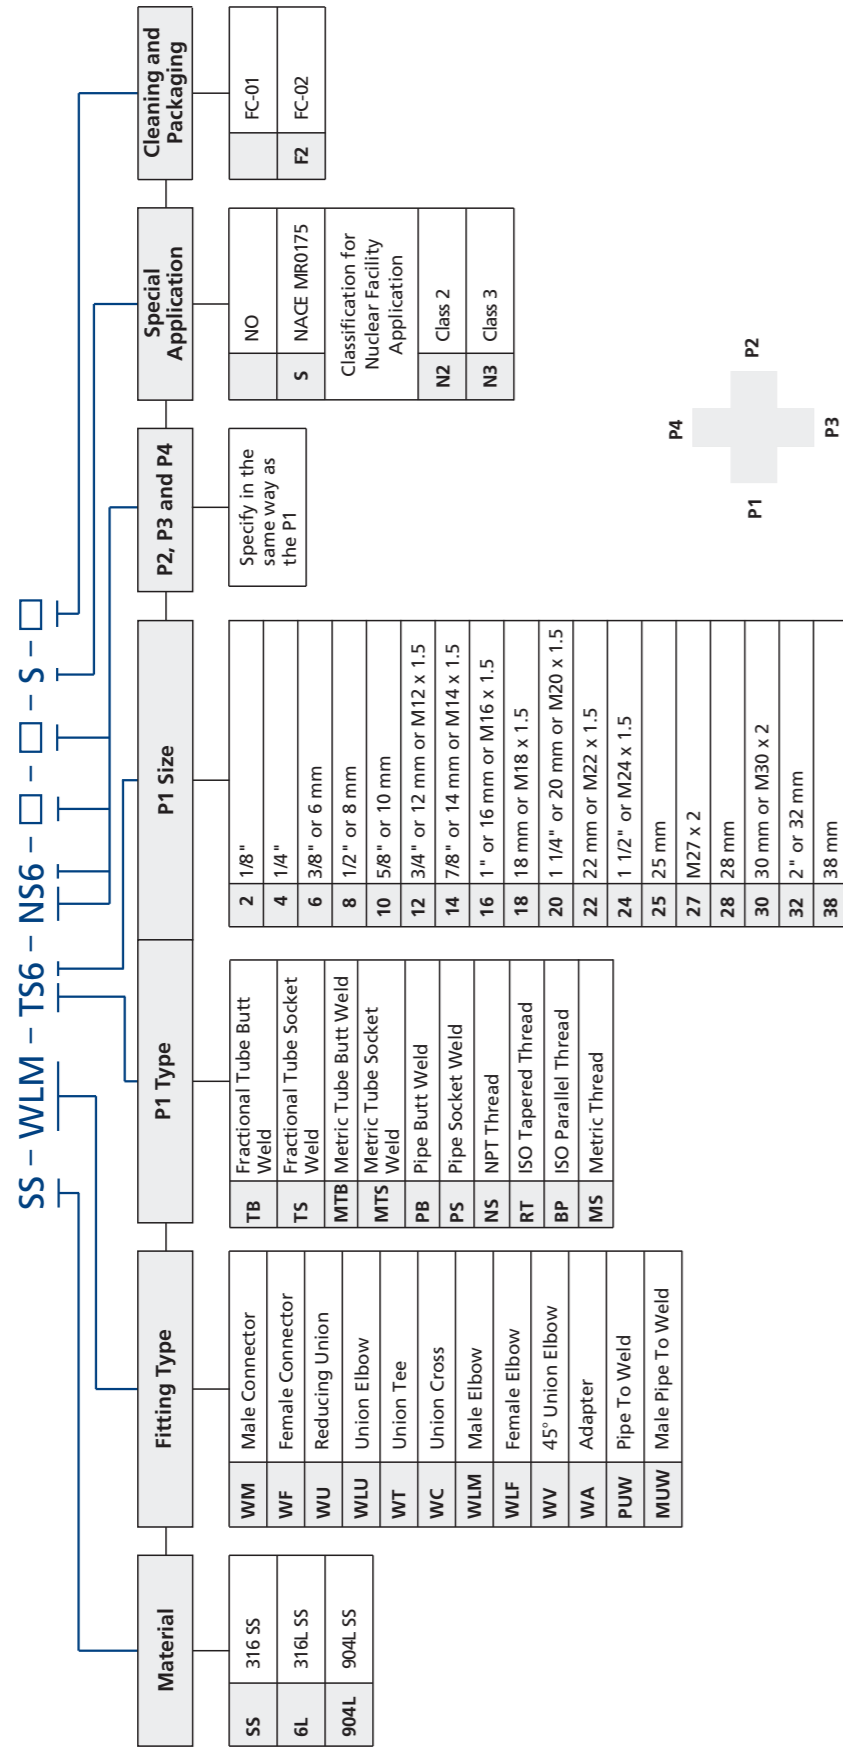 SS – WLM – TS6 – NS6 – □ – □ – S – □
Material
SS 316 SS
6L 316L SS
904L 904L SS
Fitting Type
WM Male Connector
WF Female Connector
WU Reducing Union
WLU Union Elbow
WT Union Tee
WC Union Cross
WLM Male Elbow
WLF Female Elbow
WV 45° Union Elbow
WA Adapter
PUW Pipe To Weld
MUW Male Pipe To Weld
P1 Type
TB Fractional Tube Butt
Weld
TS Fractional Tube Socket
Weld
MTB Metric Tube Butt Weld
MTS Metric Tube Socket
Weld
PB Pipe Butt Weld
PS Pipe Socket Weld
NS NPT Thread
RT ISO Tapered Thread
BP ISO Parallel Thread
MS Metric Thread
P1 Size
2 1/8"
4 1/4"
6 3/8" or 6 mm
8 1/2" or 8 mm
10 5/8" or 10 mm
12 3/4" or 12 mm or M12 x 1.5
14 7/8" or 14 mm or M14 x 1.5
16 1" or 16 mm or M16 x 1.5
18 18 mm or M18 x 1.5
20 1 1/4" or 20 mm or M20 x 1.5
22 22 mm or M22 x 1.5
24 1 1/2" or M24 x 1.5
25 25 mm
27 M27 x 2
28 28 mm
30 30 mm or M30 x 2
32 2" or 32 mm
38 38 mm
P2, P3 and P4
Specify in the
same way as
the P1
Special
Application
NO
S NACE MR0175
Classification for
Nuclear Facility
Application
N2 Class 2
N3 Class 3
Cleaning and
Packaging
FC-01
F2 FC-02
P4
P1
P2
P3